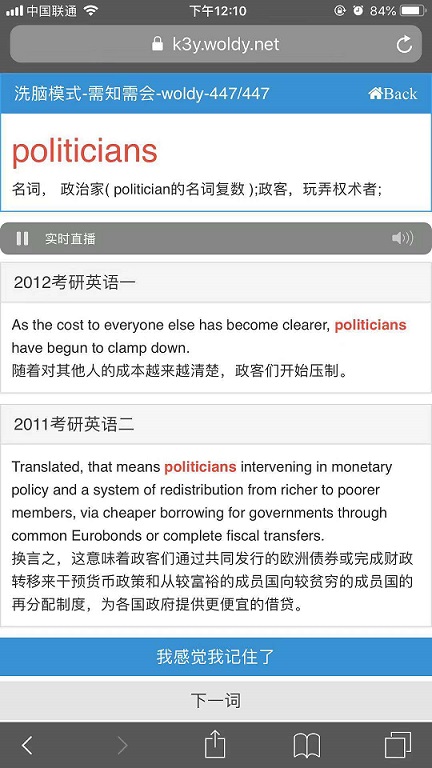 中国联通 下午12:10 84%
k3y.woldy.net
洗脑模式-需知需会-woldy-447/447 Back
politicians
名词， 政治家( politician的名词复数 );政客，玩弄权术者;
实时直播
2012考研英语一
As the cost to everyone else has become clearer, politicians
have begun to clamp down.
随着对其他人的成本越来越清楚，政客们开始压制。
2011考研英语二
Translated, that means politicians intervening in monetary
policy and a system of redistribution from richer to poorer
members, via cheaper borrowing for governments through
common Eurobonds or complete fiscal transfers.
换言之，这意味着政客们通过共同发行的欧洲债券或完成财政
转移来干预货币政策和从较富裕的成员国向较贫穷的成员国的
再分配制度，为各国政府提供更便宜的借贷。
我感觉我记住了
下一词